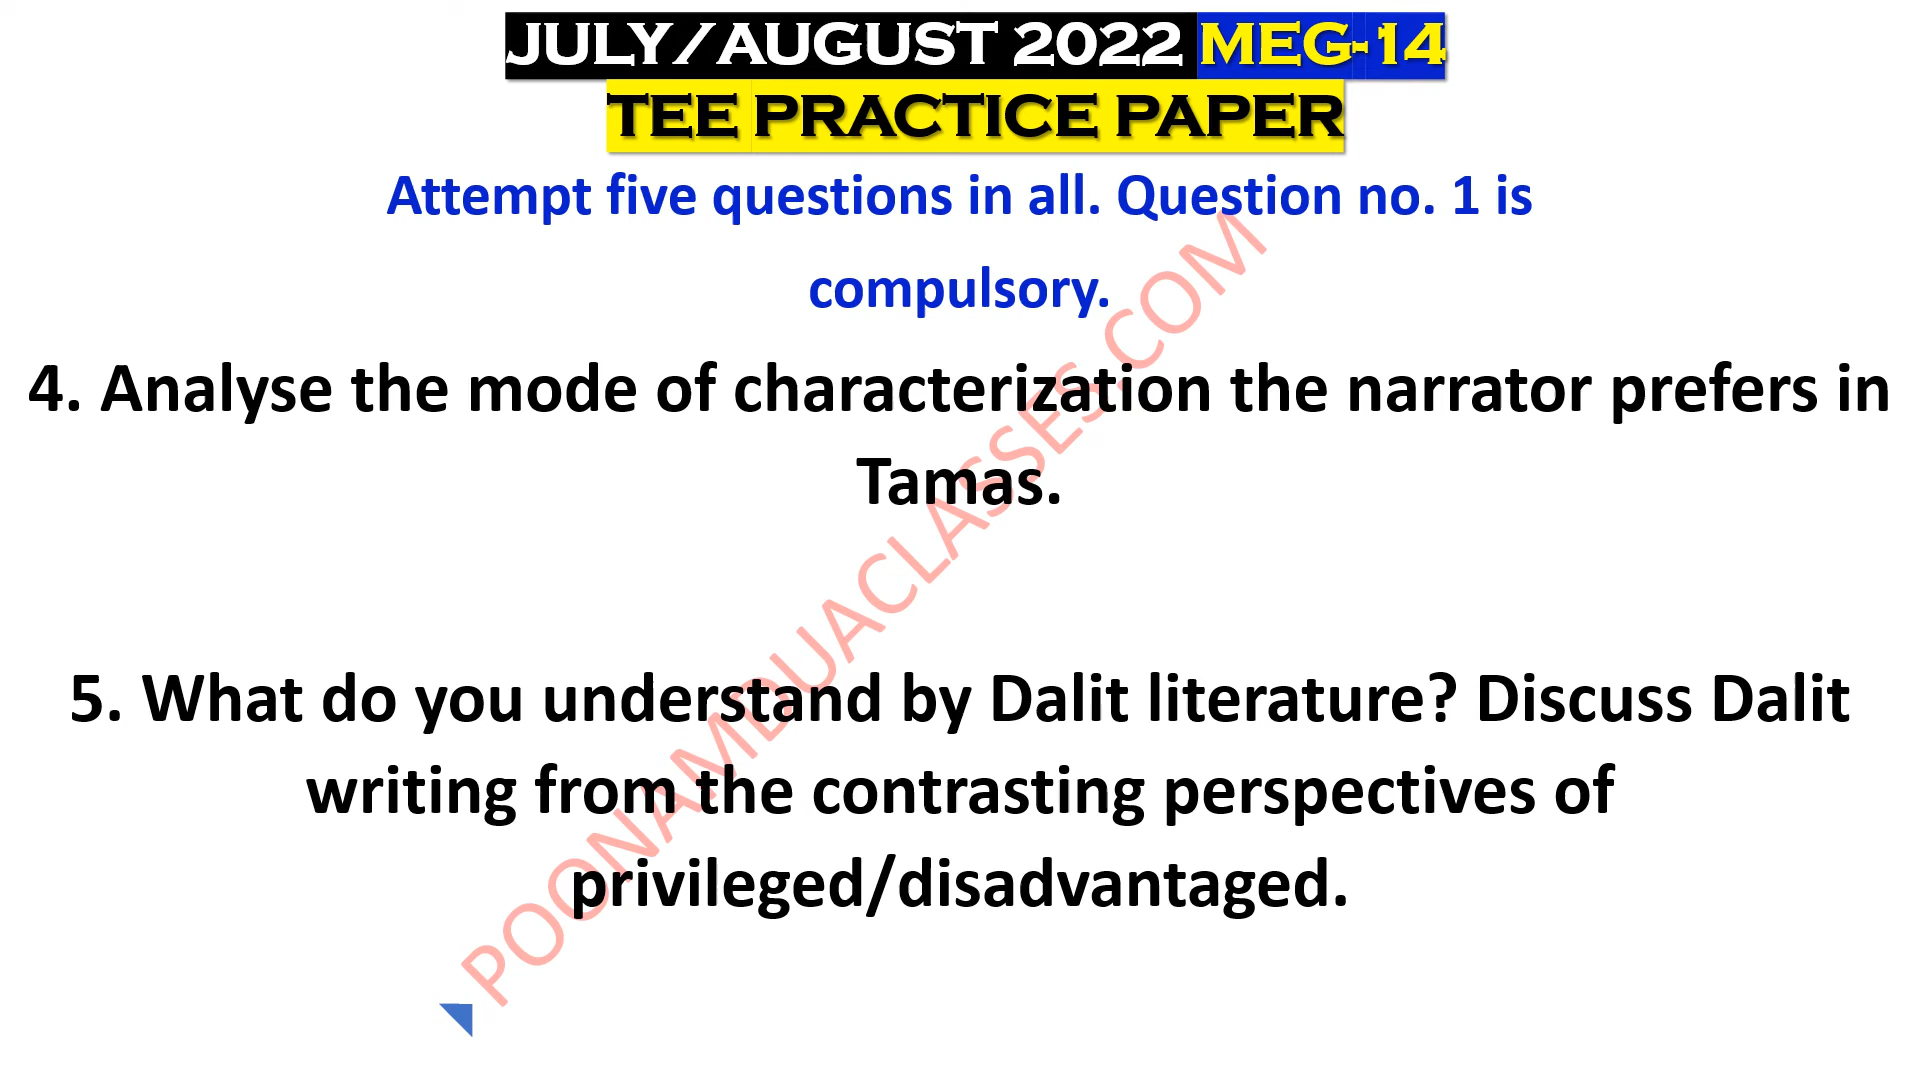 JULY/AUGUST 2022 MEG-14
TEE PRACTICE PAPER
Attempt five questions in all. Question no. 1 is
compulsory.
4. Analyse the mode of characterization the narrator prefers in
Tamas.
5. What do you understand by Dalit literature? Discuss Dalit
writing from the contrasting perspectives of
privileged/disadvantaged.
POONAMDUACLASSES.COM